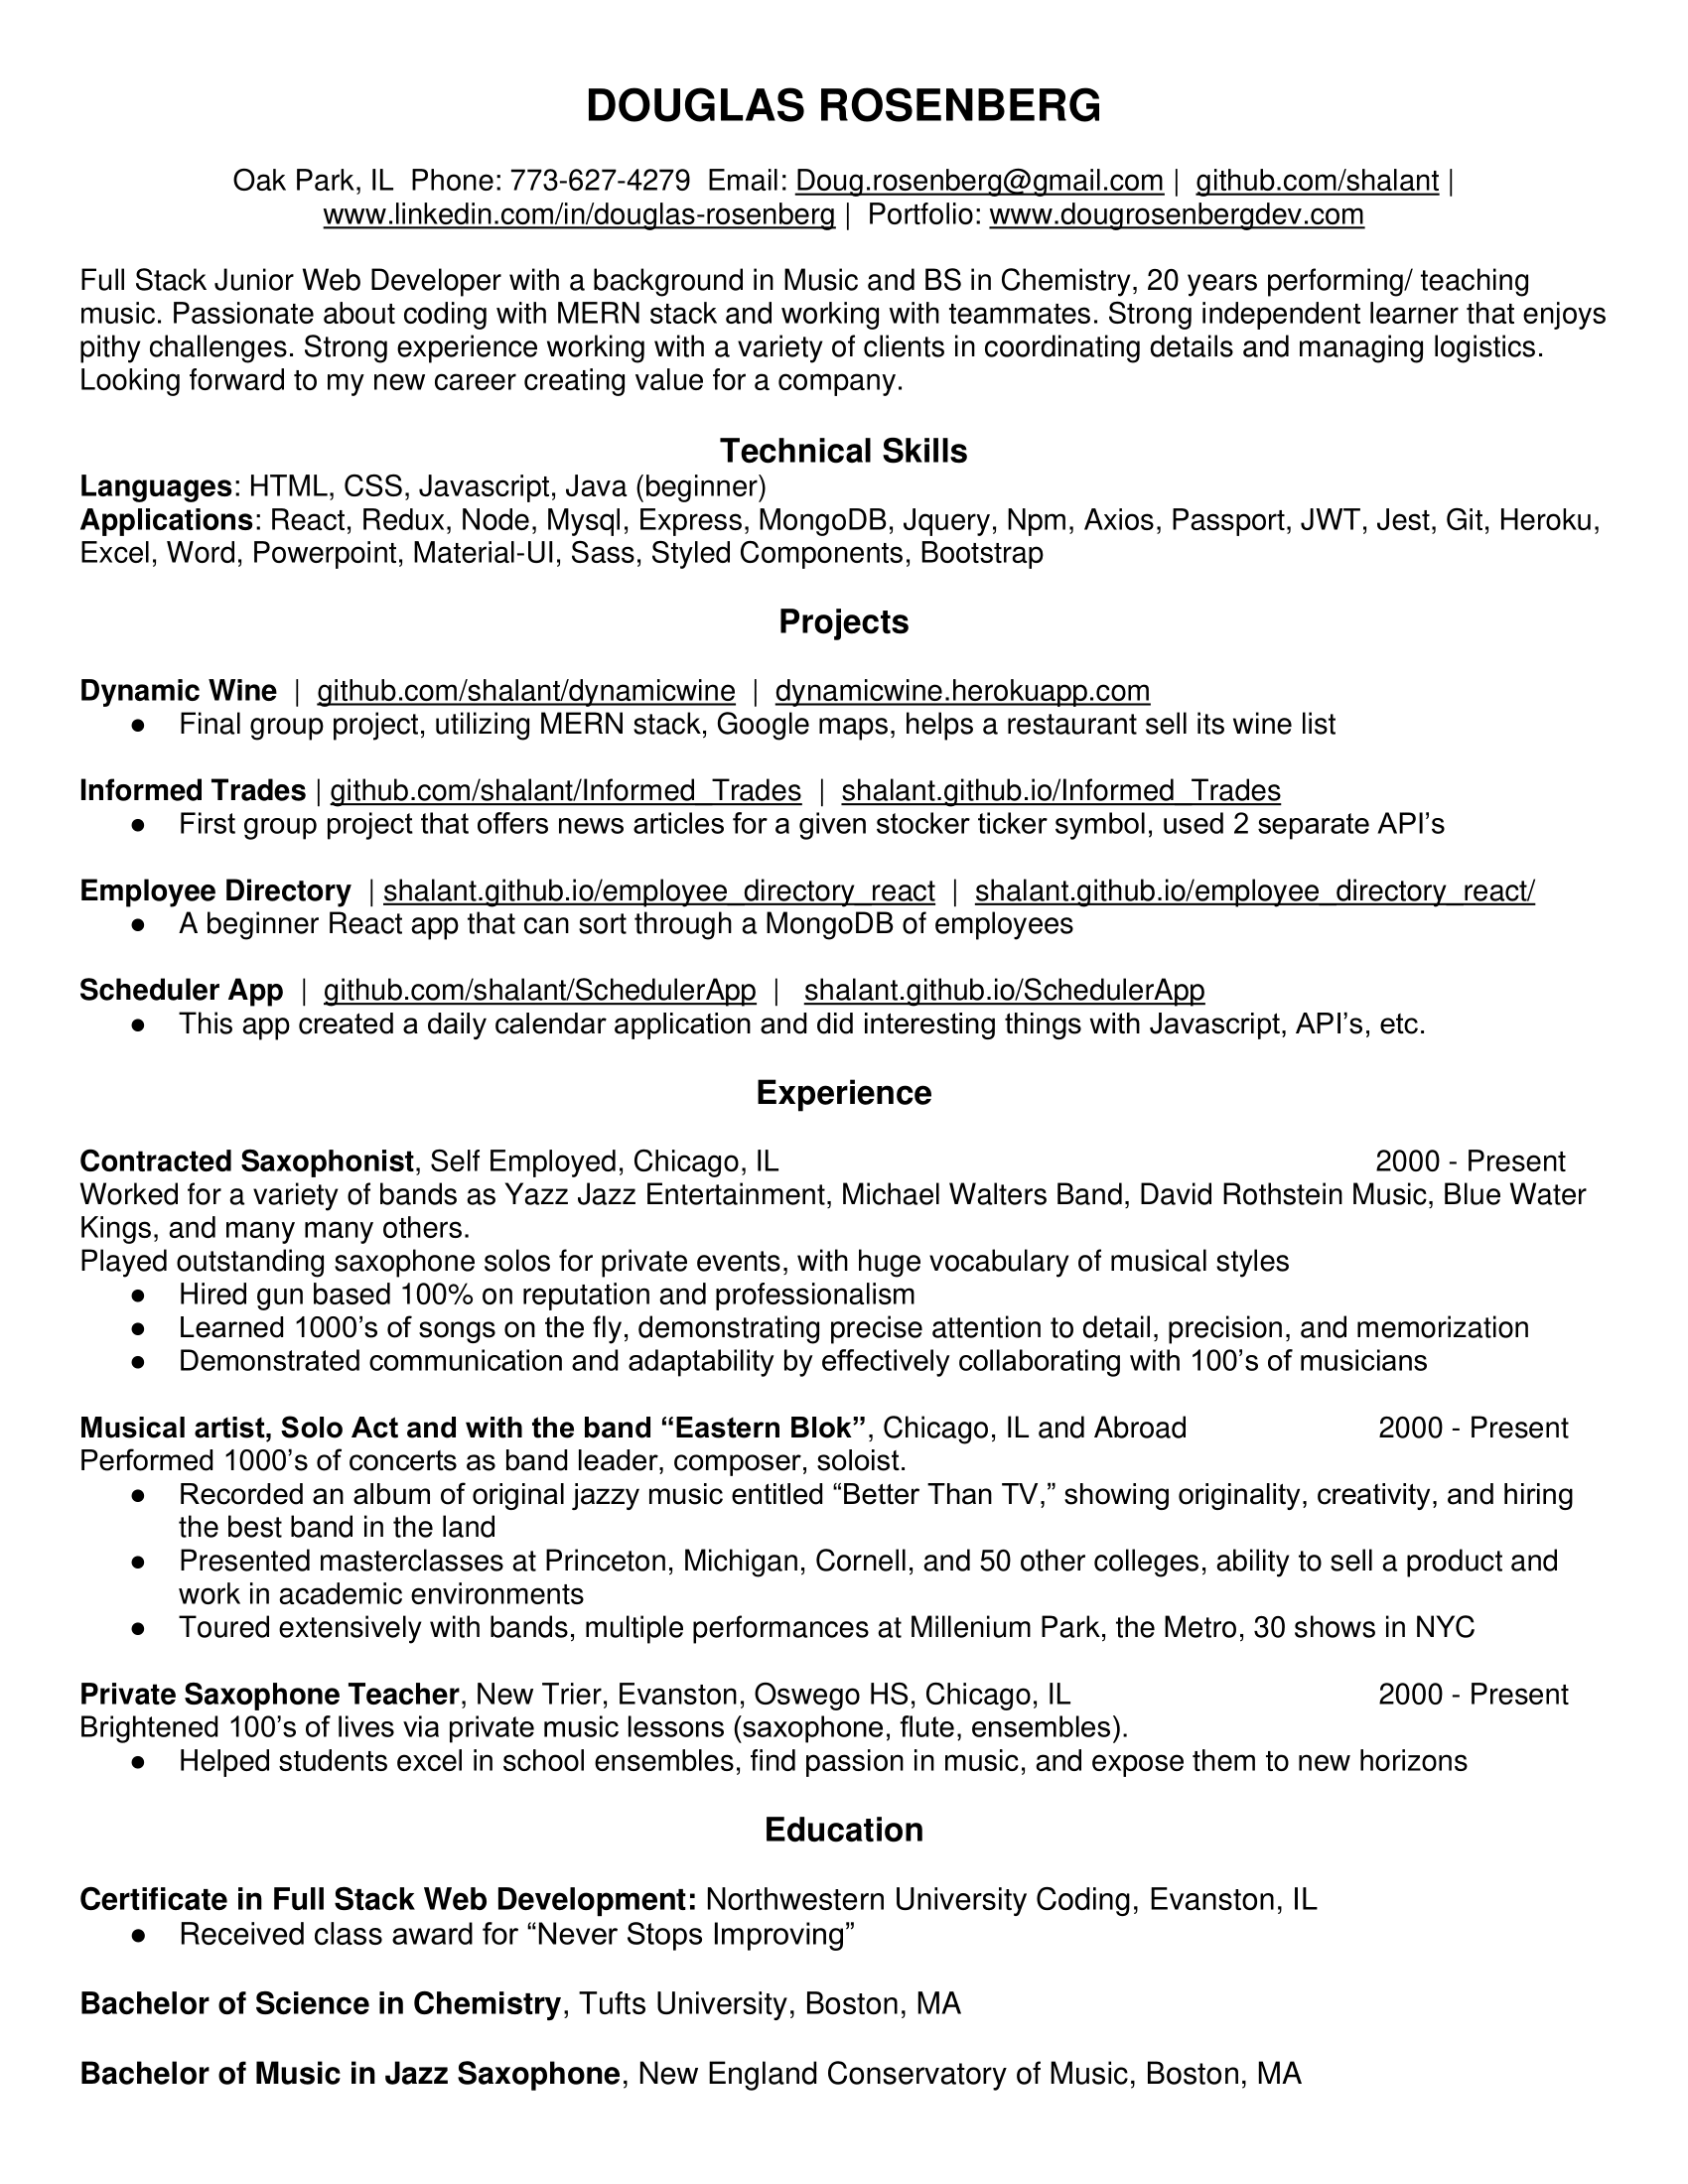 DOUGLAS ROSENBERG
Oak Park, IL  Phone: 773-627-4279  Email: Doug.rosenberg@gmail.com |  github.com/shalant |
www.linkedin.com/in/douglas-rosenberg |  Portfolio: www.dougrosenbergdev.com
Full Stack Junior Web Developer with a background in Music and BS in Chemistry, 20 years performing/ teaching
music. Passionate about coding with MERN stack and working with teammates. Strong independent learner that enjoys
pithy challenges. Strong experience working with a variety of clients in coordinating details and managing logistics.
Looking forward to my new career creating value for a company.
Technical Skills
Languages: HTML, CSS, Javascript, Java (beginner)
Applications: React, Redux, Node, Mysql, Express, MongoDB, Jquery, Npm, Axios, Passport, JWT, Jest, Git, Heroku,
Excel, Word, Powerpoint, Material-UI, Sass, Styled Components, Bootstrap
Projects
Dynamic Wine  |  github.com/shalant/dynamicwine  |  dynamicwine.herokuapp.com
● Final group project, utilizing MERN stack, Google maps, helps a restaurant sell its wine list
Informed Trades | github.com/shalant/Informed_Trades  |  shalant.github.io/Informed_Trades
● First group project that offers news articles for a given stocker ticker symbol, used 2 separate API’s
Employee Directory  | shalant.github.io/employee_directory_react  |  shalant.github.io/employee_directory_react/
● A beginner React app that can sort through a MongoDB of employees
Scheduler App  |  github.com/shalant/SchedulerApp  |   shalant.github.io/SchedulerApp
● This app created a daily calendar application and did interesting things with Javascript, API’s, etc.
Experience
Contracted Saxophonist, Self Employed, Chicago, IL 2000 - Present
Worked for a variety of bands as Yazz Jazz Entertainment, Michael Walters Band, David Rothstein Music, Blue Water
Kings, and many many others.
Played outstanding saxophone solos for private events, with huge vocabulary of musical styles
● Hired gun based 100% on reputation and professionalism
● Learned 1000’s of songs on the fly, demonstrating precise attention to detail, precision, and memorization
● Demonstrated communication and adaptability by effectively collaborating with 100’s of musicians
Musical artist, Solo Act and with the band “Eastern Blok”, Chicago, IL and Abroad 2000 - Present
Performed 1000’s of concerts as band leader, composer, soloist.
● Recorded an album of original jazzy music entitled “Better Than TV,” showing originality, creativity, and hiring
the best band in the land
● Presented masterclasses at Princeton, Michigan, Cornell, and 50 other colleges, ability to sell a product and
work in academic environments
● Toured extensively with bands, multiple performances at Millenium Park, the Metro, 30 shows in NYC
Private Saxophone Teacher, New Trier, Evanston, Oswego HS, Chicago, IL 2000 - Present
Brightened 100’s of lives via private music lessons (saxophone, flute, ensembles).
● Helped students excel in school ensembles, find passion in music, and expose them to new horizons
Education
Certificate in Full Stack Web Development: Northwestern University Coding, Evanston, IL
● Received class award for “Never Stops Improving”
Bachelor of Science in Chemistry, Tufts University, Boston, MA
Bachelor of Music in Jazz Saxophone, New England Conservatory of Music, Boston, MA